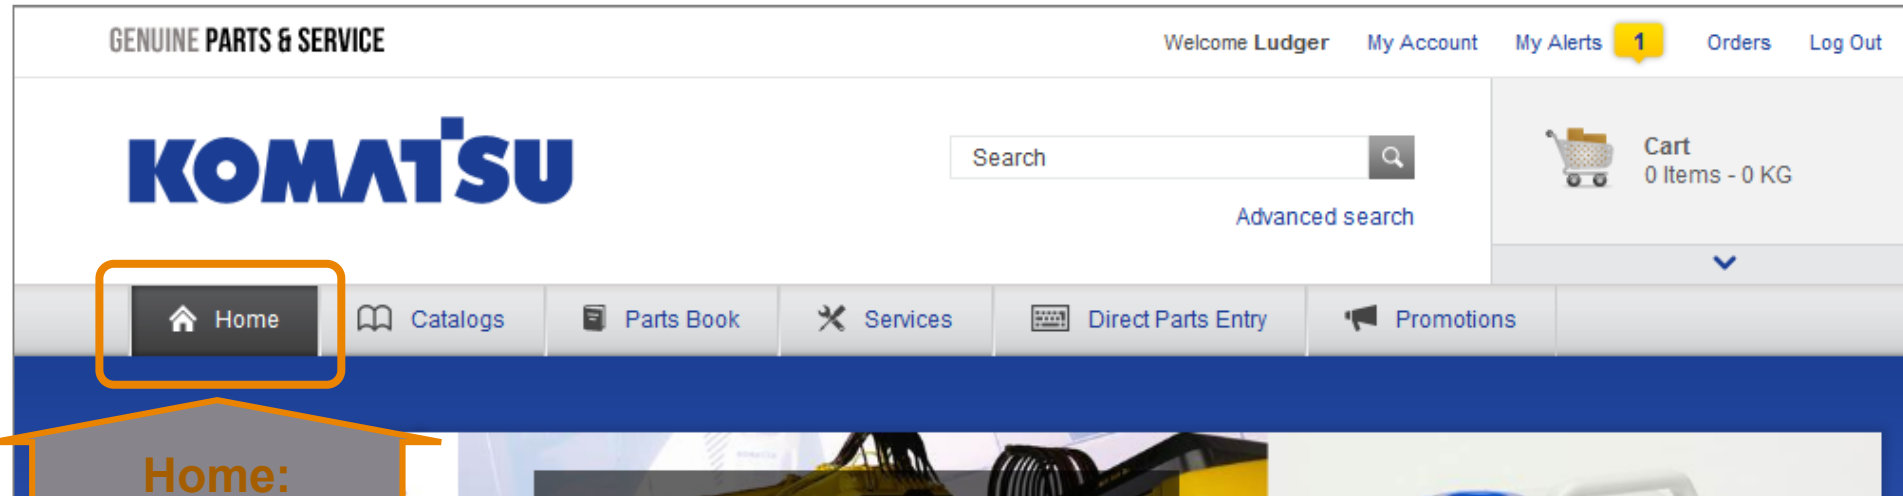 GENUINE PARTS & SERVICE
Welcome Ludger My Account My Alerts 1 Orders Log Out
KOMATSU
Search
Advanced search
Cart
0 Items - 0 KG
Home Catalogs Parts Book Services Direct Parts Entry Promotions
Home: